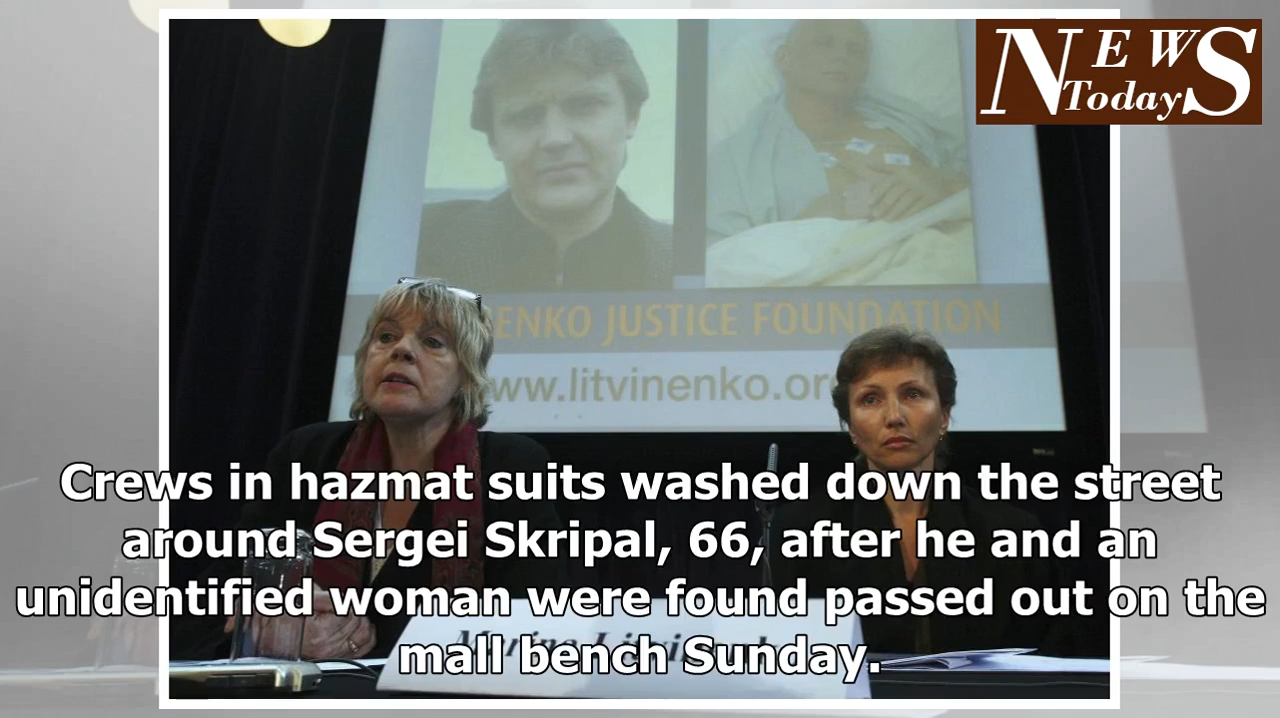 NEWS
Today
ENKO JUSTICE FOUNDATION
www.litvinenko.org
Crews in hazmat suits washed down the street
around Sergei Skripal, 66, after he and an
unidentified woman were found passed out on the
mall bench Sunday.